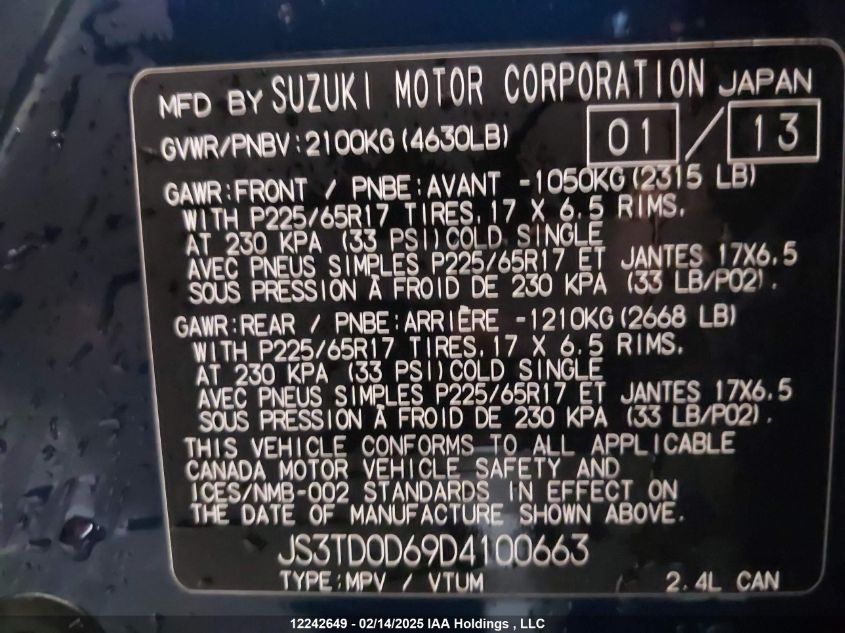 MFD BY SUZUKI MOTOR CORPORATION JAPAN
GVWR/PNBV:2100KG(4630LB) 01 / 13
GAWR:FRONT / PNBE:AVANT -1050KG(2315 LB)
WITH P225/65R17 TIRES,17 X 6.5 RIMS,
AT 230 KPA (33 PSI)COLD,SINGLE
AVEC PNEUS SIMPLES P225/65R17 ET JANTES 17X6.5
SOUS PRESSION À FROID DE 230 KPA (33 LB/PO2).
GAWR:REAR / PNBE:ARRIÈRE -1210KG(2668 LB)
WITH P225/65R17 TIRES,17 X 6.5 RIMS,
AT 230 KPA (33 PSI)COLD SINGLE
AVEC PNEUS SIMPLES P225/65R17 ET JANTES 17X6.5
SOUS PRESSION À FROID DE 230 KPA (33 LB/PO2).
THIS VEHICLE CONFORMS TO ALL APPLICABLE
CANADA MOTOR VEHICLE SAFETY AND
ICES/NMB-002 STANDARDS IN EFFECT ON
THE DATE OF MANUFACTURE SHOWN ABOVE.
JS3TD0D69D4100663
TYPE:MPV / VTUM 2.4L CAN
12242649 - 02/14/2025 IAA Holdings , LLC